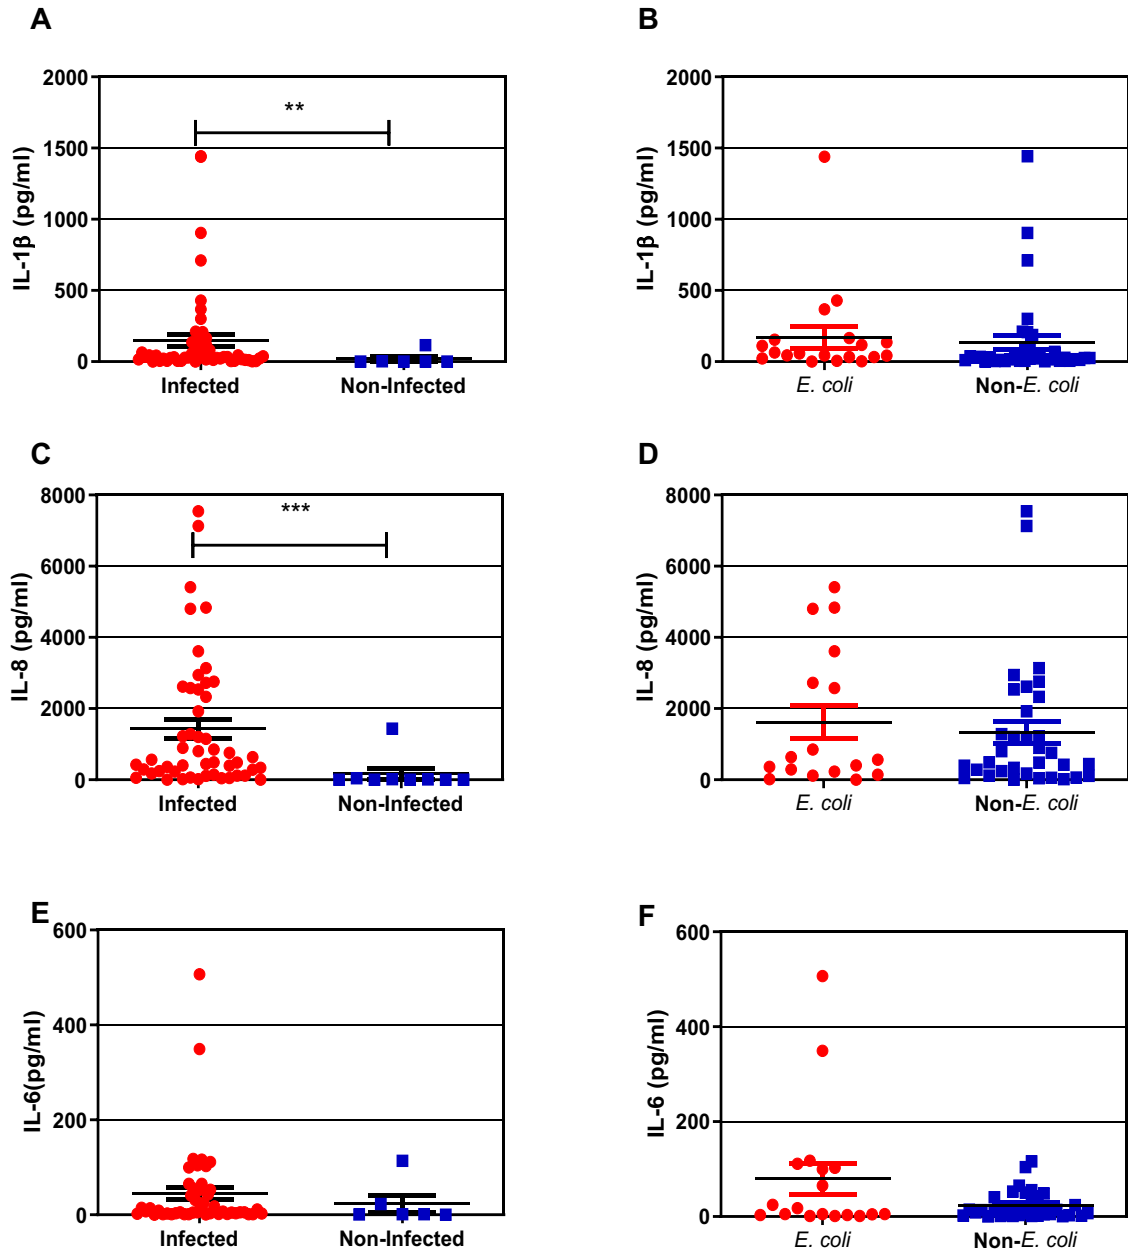 A
IL-1β (pg/ml)
2000
1500
1000
500
0
**
Infected
Non-Infected
B
IL-1β (pg/ml)
2000
1500
1000
500
0
E. coli
Non-E. coli
C
IL-8 (pg/ml)
8000
6000
4000
2000
0
***
Infected
Non-Infected
D
IL-8 (pg/ml)
8000
6000
4000
2000
0
E. coli
Non-E. coli
E
IL-6(pg/ml)
600
400
200
0
Infected
Non-Infected
F
IL-6 (pg/ml)
600
400
200
0
E. coli
Non-E. coli